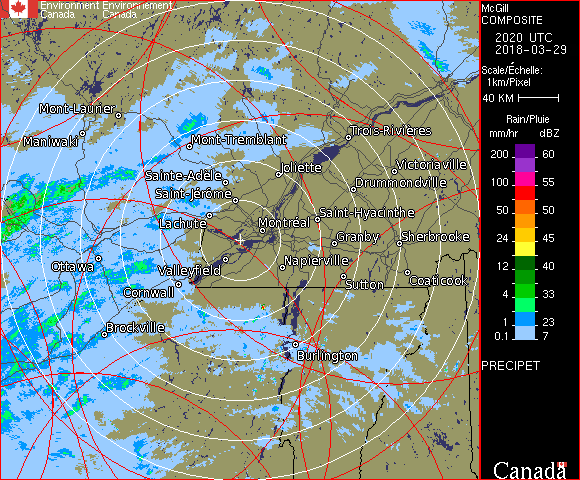 Environment Environnement
Canada Canada
McGill
COMPOSITE
2020 UTC
2018-03-29
Scale/Échelle:
1km/Pixel
40 KM
Rain/Pluie
mm/hr dBZ
200 60
100 55
50 50
24 45
12 40
4 33
1 30
0.1 23
7
PRECIPET
Canada
Mont-Laurier
Maniwaki
Mont-Tremblant
Trois-Rivières
Sainte-Adèle
Joliette
Victoriaville
Saint-Jérôme
Drummondville
Lachute
Saint-Hyacinthe
Montréal
Granby
Sherbrooke
Ottawa
Valleyfield
Napierville
Coaticook
Cornwall
Sutton
Brockville
Burlington